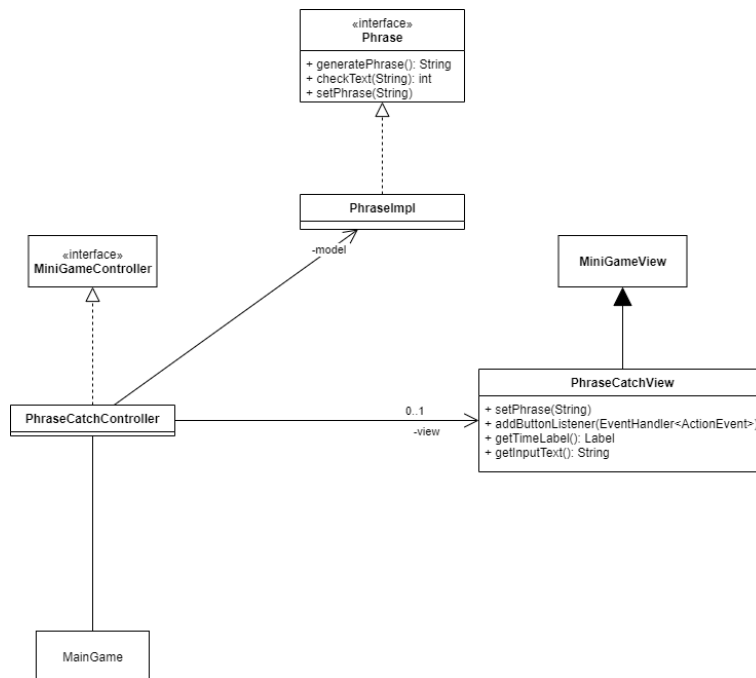 «interface»
Phrase
+ generatePhrase(): String
+ checkText(String): int
+ setPhrase(String)
PhraseImpl
-model
«interface»
MiniGameController
MiniGameView
PhraseCatchController
0..1
-view
PhraseCatchView
+ setPhrase(String)
+ addButtonListener(EventHandler<ActionEvent>)
+ getTimeLabel(): Label
+ getInputText(): String
MainGame